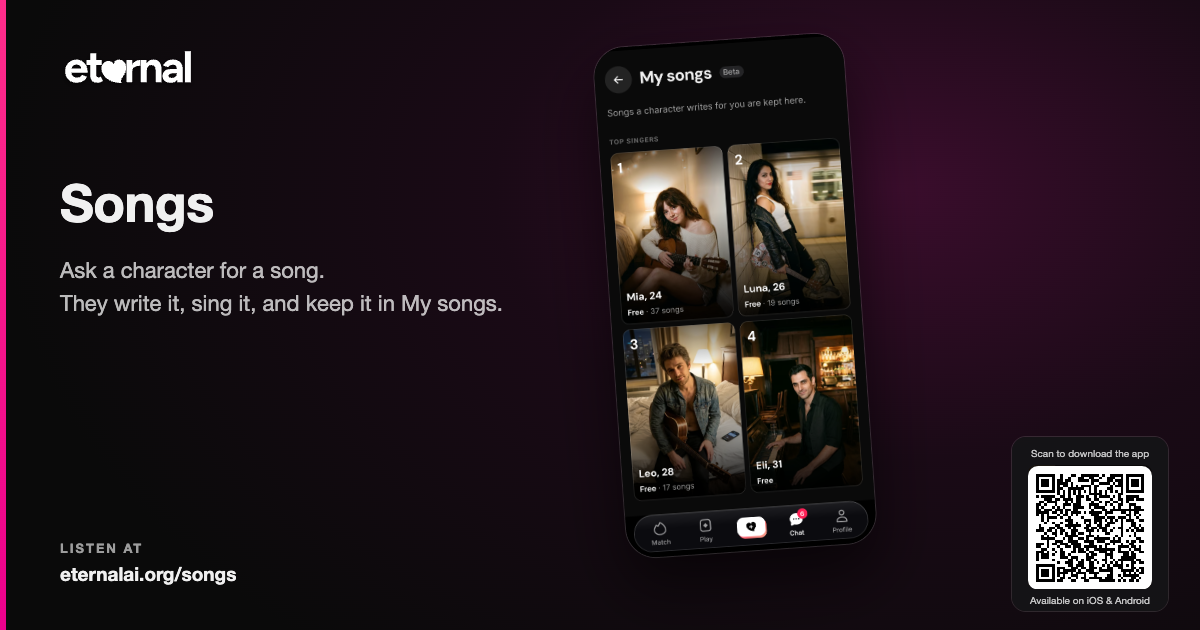 eternal
Songs
Ask a character for a song.
They write it, sing it, and keep it in My songs.
LISTEN AT
eternalai.org/songs
My songs Beta
Songs a character writes for you are kept here.
TOP SINGERS
1
Mia, 24
Free · 37 songs
2
Luna, 26
Free · 19 songs
3
Leo, 28
Free · 17 songs
4
Eli, 31
Free
Match
Play
6
Chat
Profile
Scan to download the app
Available on iOS & Android